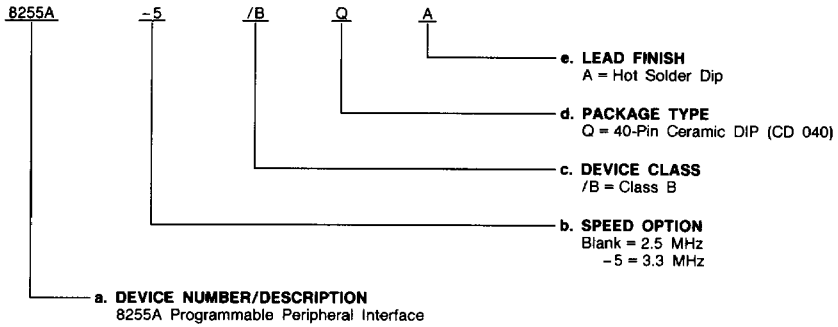 8255A -5 /B Q A
e. LEAD FINISH
A = Hot Solder Dip
d. PACKAGE TYPE
Q = 40-Pin Ceramic DIP (CD 040)
c. DEVICE CLASS
/B = Class B
b. SPEED OPTION
Blank = 2.5 MHz
-5 = 3.3 MHz
a. DEVICE NUMBER/DESCRIPTION
8255A Programmable Peripheral Interface